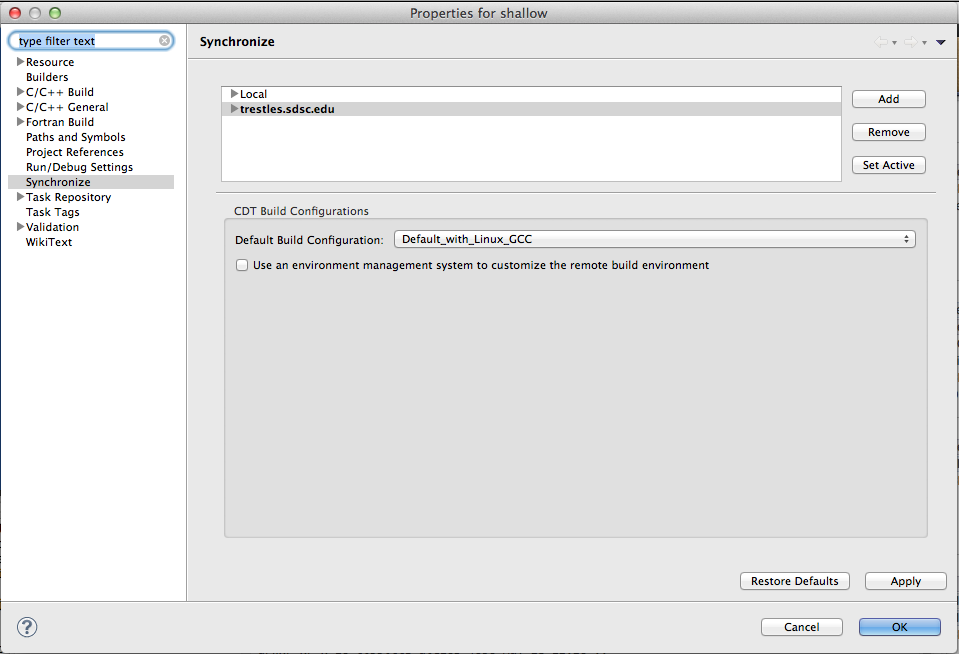 Properties for shallow
type filter text
Resource
Builders
C/C++ Build
C/C++ General
Fortran Build
Paths and Symbols
Project References
Run/Debug Settings
Synchronize
Task Repository
Task Tags
Validation
WikiText
Synchronize
Local
trestles.sdsc.edu
Add
Remove
Set Active
CDT Build Configurations
Default Build Configuration: Default_with_Linux_GCC
Use an environment management system to customize the remote build environment
Restore Defaults Apply
? Cancel OK